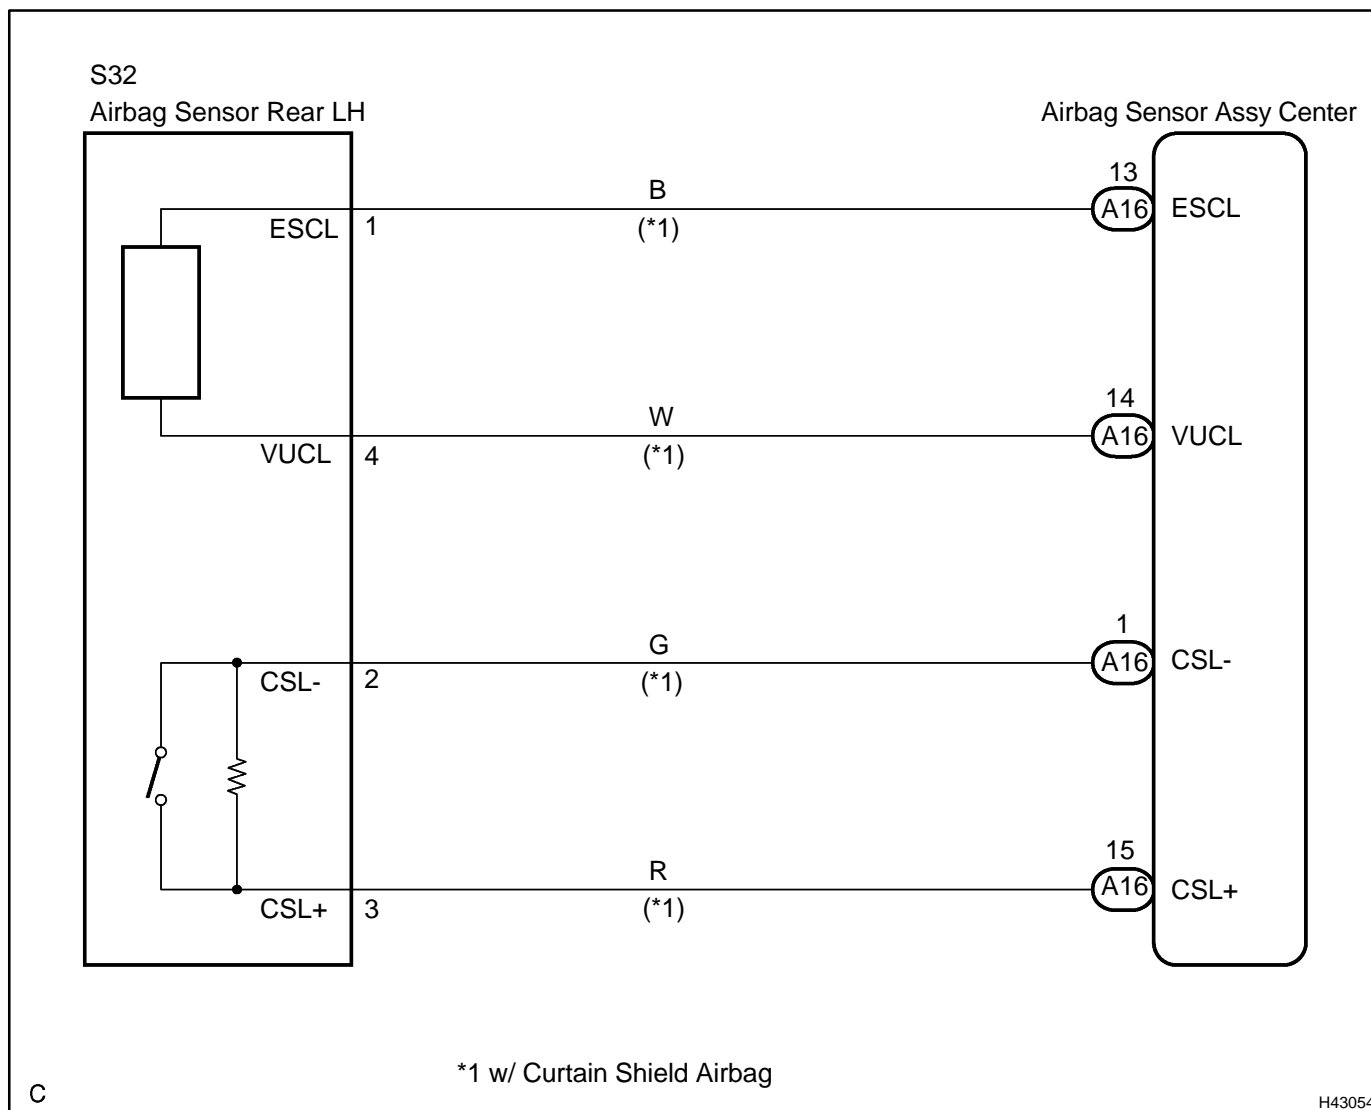 S32
Airbag Sensor Rear LH
Airbag Sensor Assy Center
B
13
ESCL
1
(*1)
A16
ESCL
W
14
VUCL
4
(*1)
A16
VUCL
G
1
CSL-
2
(*1)
A16
CSL-
R
15
CSL+
3
(*1)
A16
CSL+
*1 w/ Curtain Shield Airbag
C
H43054